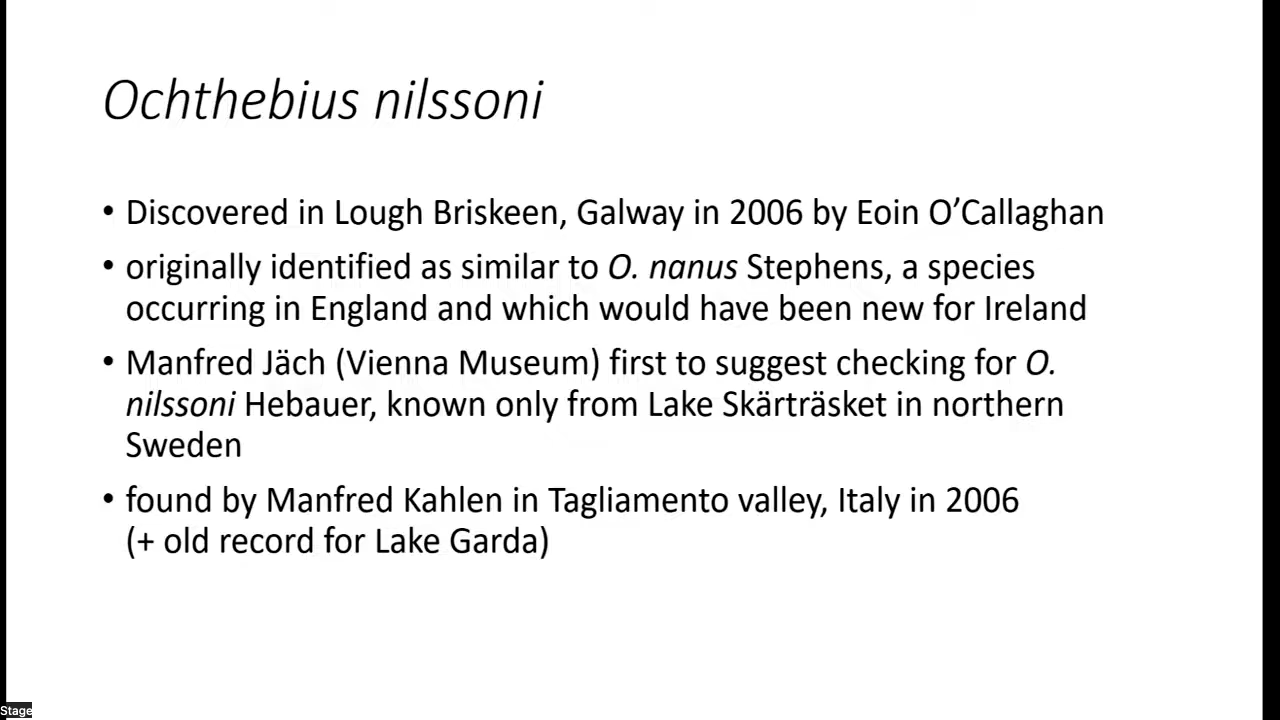 Ochthebius nilssoni
• Discovered in Lough Briskeen, Galway in 2006 by Eoin O’Callaghan
• originally identified as similar to O. nanus Stephens, a species
occurring in England and which would have been new for Ireland
• Manfred Jäch (Vienna Museum) first to suggest checking for O.
nilssoni Hebauer, known only from Lake Skärträsket in northern
Sweden
• found by Manfred Kahlen in Tagliamento valley, Italy in 2006
(+ old record for Lake Garda)
Stage